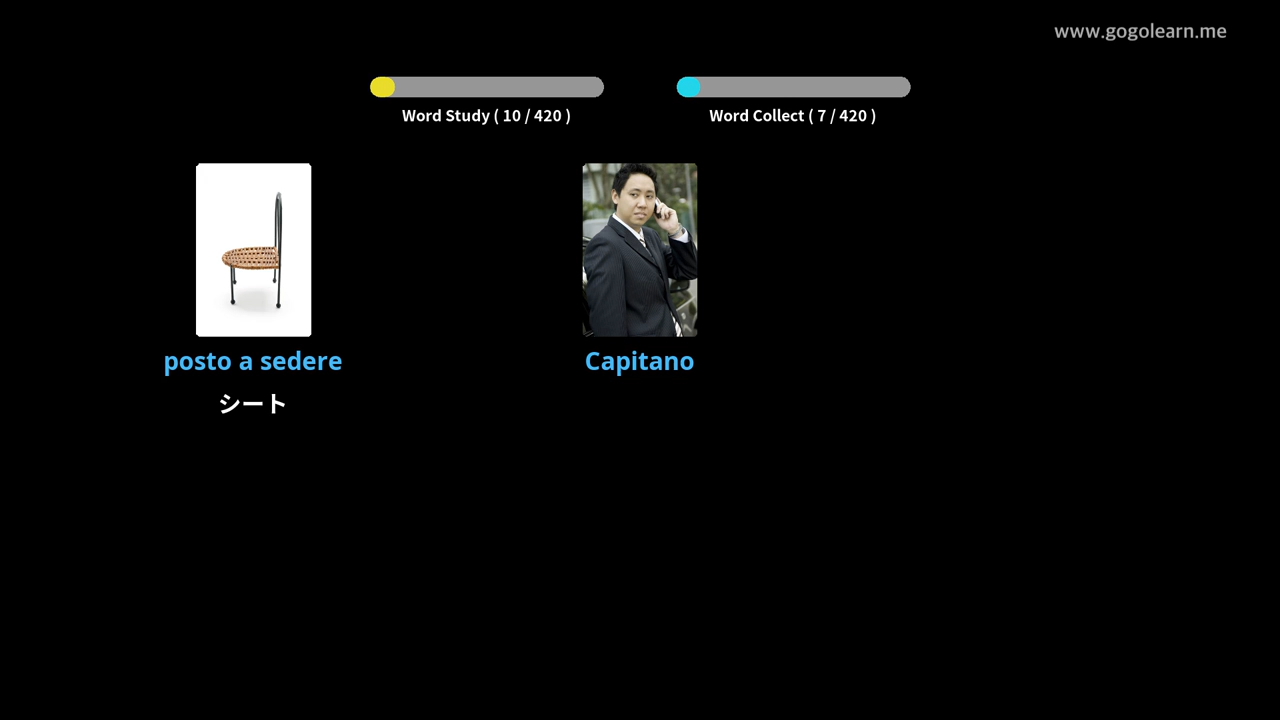 www.gogolearn.me
Word Study ( 10 / 420 )
Word Collect ( 7 / 420 )
posto a sedere
Capitano
シート